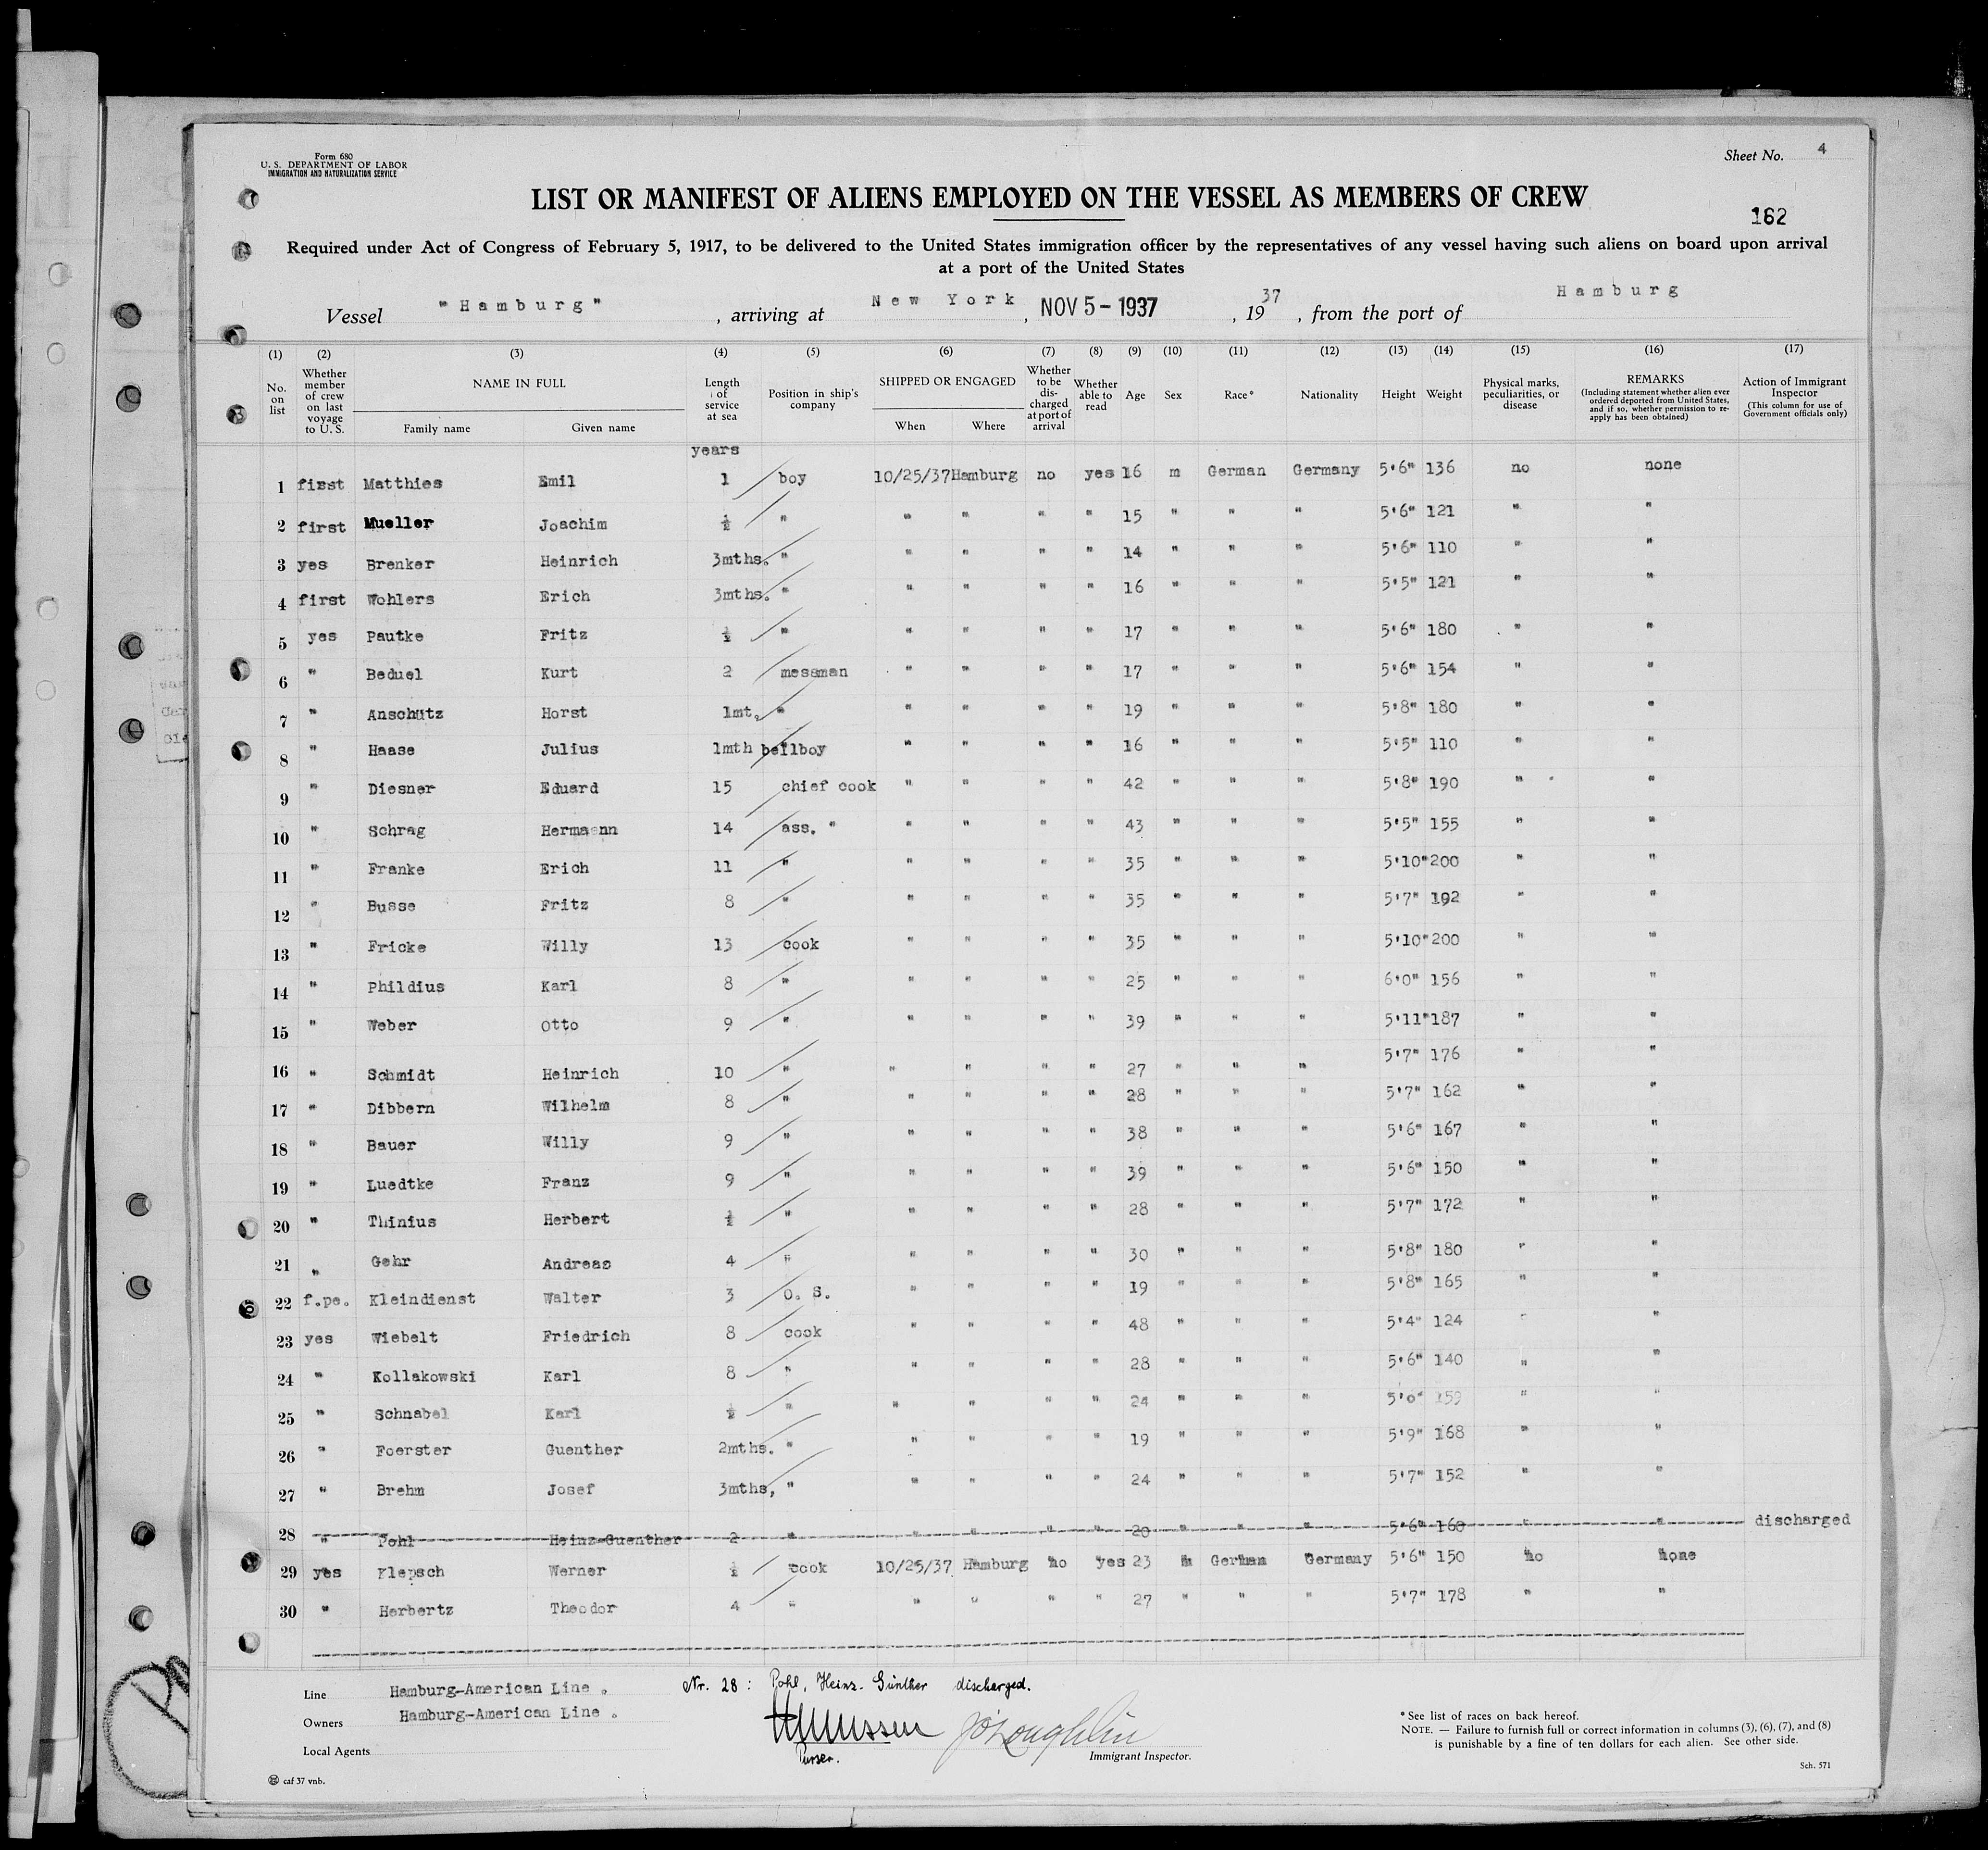 Form 680
U. S. DEPARTMENT OF LABOR
IMMIGRATION AND NATURALIZATION SERVICE
Sheet No. 4
LIST OR MANIFEST OF ALIENS EMPLOYED ON THE VESSEL AS MEMBERS OF CREW
162
Required under Act of Congress of February 5, 1917, to be delivered to the United States immigration officer by the representatives of any vessel having such aliens on board upon arrival
at a port of the United States
Vessel "Hamburg" , arriving at New York , NOV 5 - 1937 , 1937 , from the port of Hamburg
(1) (2) (3) (4) (5) (6) (7) (8) (9) (10) (11) (12) (13) (14) (15) (16) (17)
No. on list
Whether member of crew on last voyage to U. S.
NAME IN FULL
Family name Given name
Length of service at sea
Position in ship's company
SHIPPED OR ENGAGED
When Where
Whether to be discharged at port of arrival
Whether able to read
Age
Sex
Race*
Nationality
Height
Weight
Physical marks, peculiarities, or disease
REMARKS
(Including statement whether alien ever ordered deported from United States, and if so, whether permission to re-apply has been obtained)
Action of Immigrant Inspector
(This column for use of Government officials only)
years
1 first Matthies Emil 1 boy 10/25/37 Hamburg no yes 16 m German Germany 5'6" 136 no none
2 first Mueller Joachim ½ " " " " " 15 " " " 5'6" 121 " "
3 yes Brenker Heinrich 3mths. " " " " " 14 " " " 5'6" 110 " "
4 first Wohlers Erich 3mths. " " " " " 16 " " " 5'5" 121 " "
5 yes Pautke Fritz ½ " " " " " 17 " " " 5'6" 180 " "
6 " Beduel Kurt 2 messman " " " " 17 " " " 5'6" 154 " "
7 " Anschütz Horst 1mt. " " " " " 19 " " " 5'8" 180 " "
8 " Haase Julius 1mth bellboy " " " " 16 " " " 5'5" 110 " "
9 " Diesner Eduard 15 chief cook " " " " 42 " " " 5'8" 190 " "
10 " Schrag Hermann 14 ass. " " " " " 43 " " " 5'5" 155 " "
11 " Franke Erich 11 " " " " " 35 " " " 5'10" 200 " "
12 " Busse Fritz 8 " " " " " 35 " " " 5'7" 192 " "
13 " Fricke Willy 13 cook " " " " 35 " " " 5'10" 200 " "
14 " Phildius Karl 8 " " " " " 25 " " " 6'0" 156 " "
15 " Weber Otto 9 " " " " " 39 " " " 5'11" 187 " "
16 " Schmidt Heinrich 10 " " " " " 27 " " " 5'7" 176 " "
17 " Dibbern Wilhelm 8 " " " " " 28 " " " 5'7" 162 " "
18 " Bauer Willy 9 " " " " " 38 " " " 5'6" 167 " "
19 " Luedtke Franz 9 " " " " " 39 " " " 5'6" 150 " "
20 " Thinius Herbert ½ " " " " " 28 " " " 5'7" 172 " "
21 " Gehr Andreas 4 " " " " " 30 " " " 5'8" 180 " "
22 f.pe. Kleindienst Walter 3 O. S. " " " " 19 " " " 5'8" 165 " "
23 yes Wiebelt Friedrich 8 cook " " " " 48 " " " 5'4" 124 " "
24 " Kollakowski Karl 8 " " " " " 28 " " " 5'6" 140 " "
25 " Schnabel Karl ½ " " " " " 24 " " " 159 " "
26 " Foerster Guenther 2mths. " " " " " 19 " " " 5'9" 168 " "
27 " Brehm Josef 3mths, " " " " " 24 " " " 5'7" 152 " "
28 " Pohl Heinz-Guenther 2 " " " " " 20 " " " 5'6" 160 " " discharged
29 yes Klepsch Werner ½ cook 10/25/37 Hamburg no yes 23 m German Germany 5'6" 150 no none
30 " Herbertz Theodor 4 " " " " " 27 " " " 5'7" 178 " "
Line Hamburg-American Line .
Owners Hamburg-American Line .
Local Agents
Nr. 28 : Pohl, Heinz-Günther discharged.
Purser.
Immigrant Inspector.
* See list of races on back hereof.
NOTE. — Failure to furnish full or correct information in columns (3), (6), (7), and (8)
is punishable by a fine of ten dollars for each alien. See other side.
caf 37 vnb.
Sch. 571